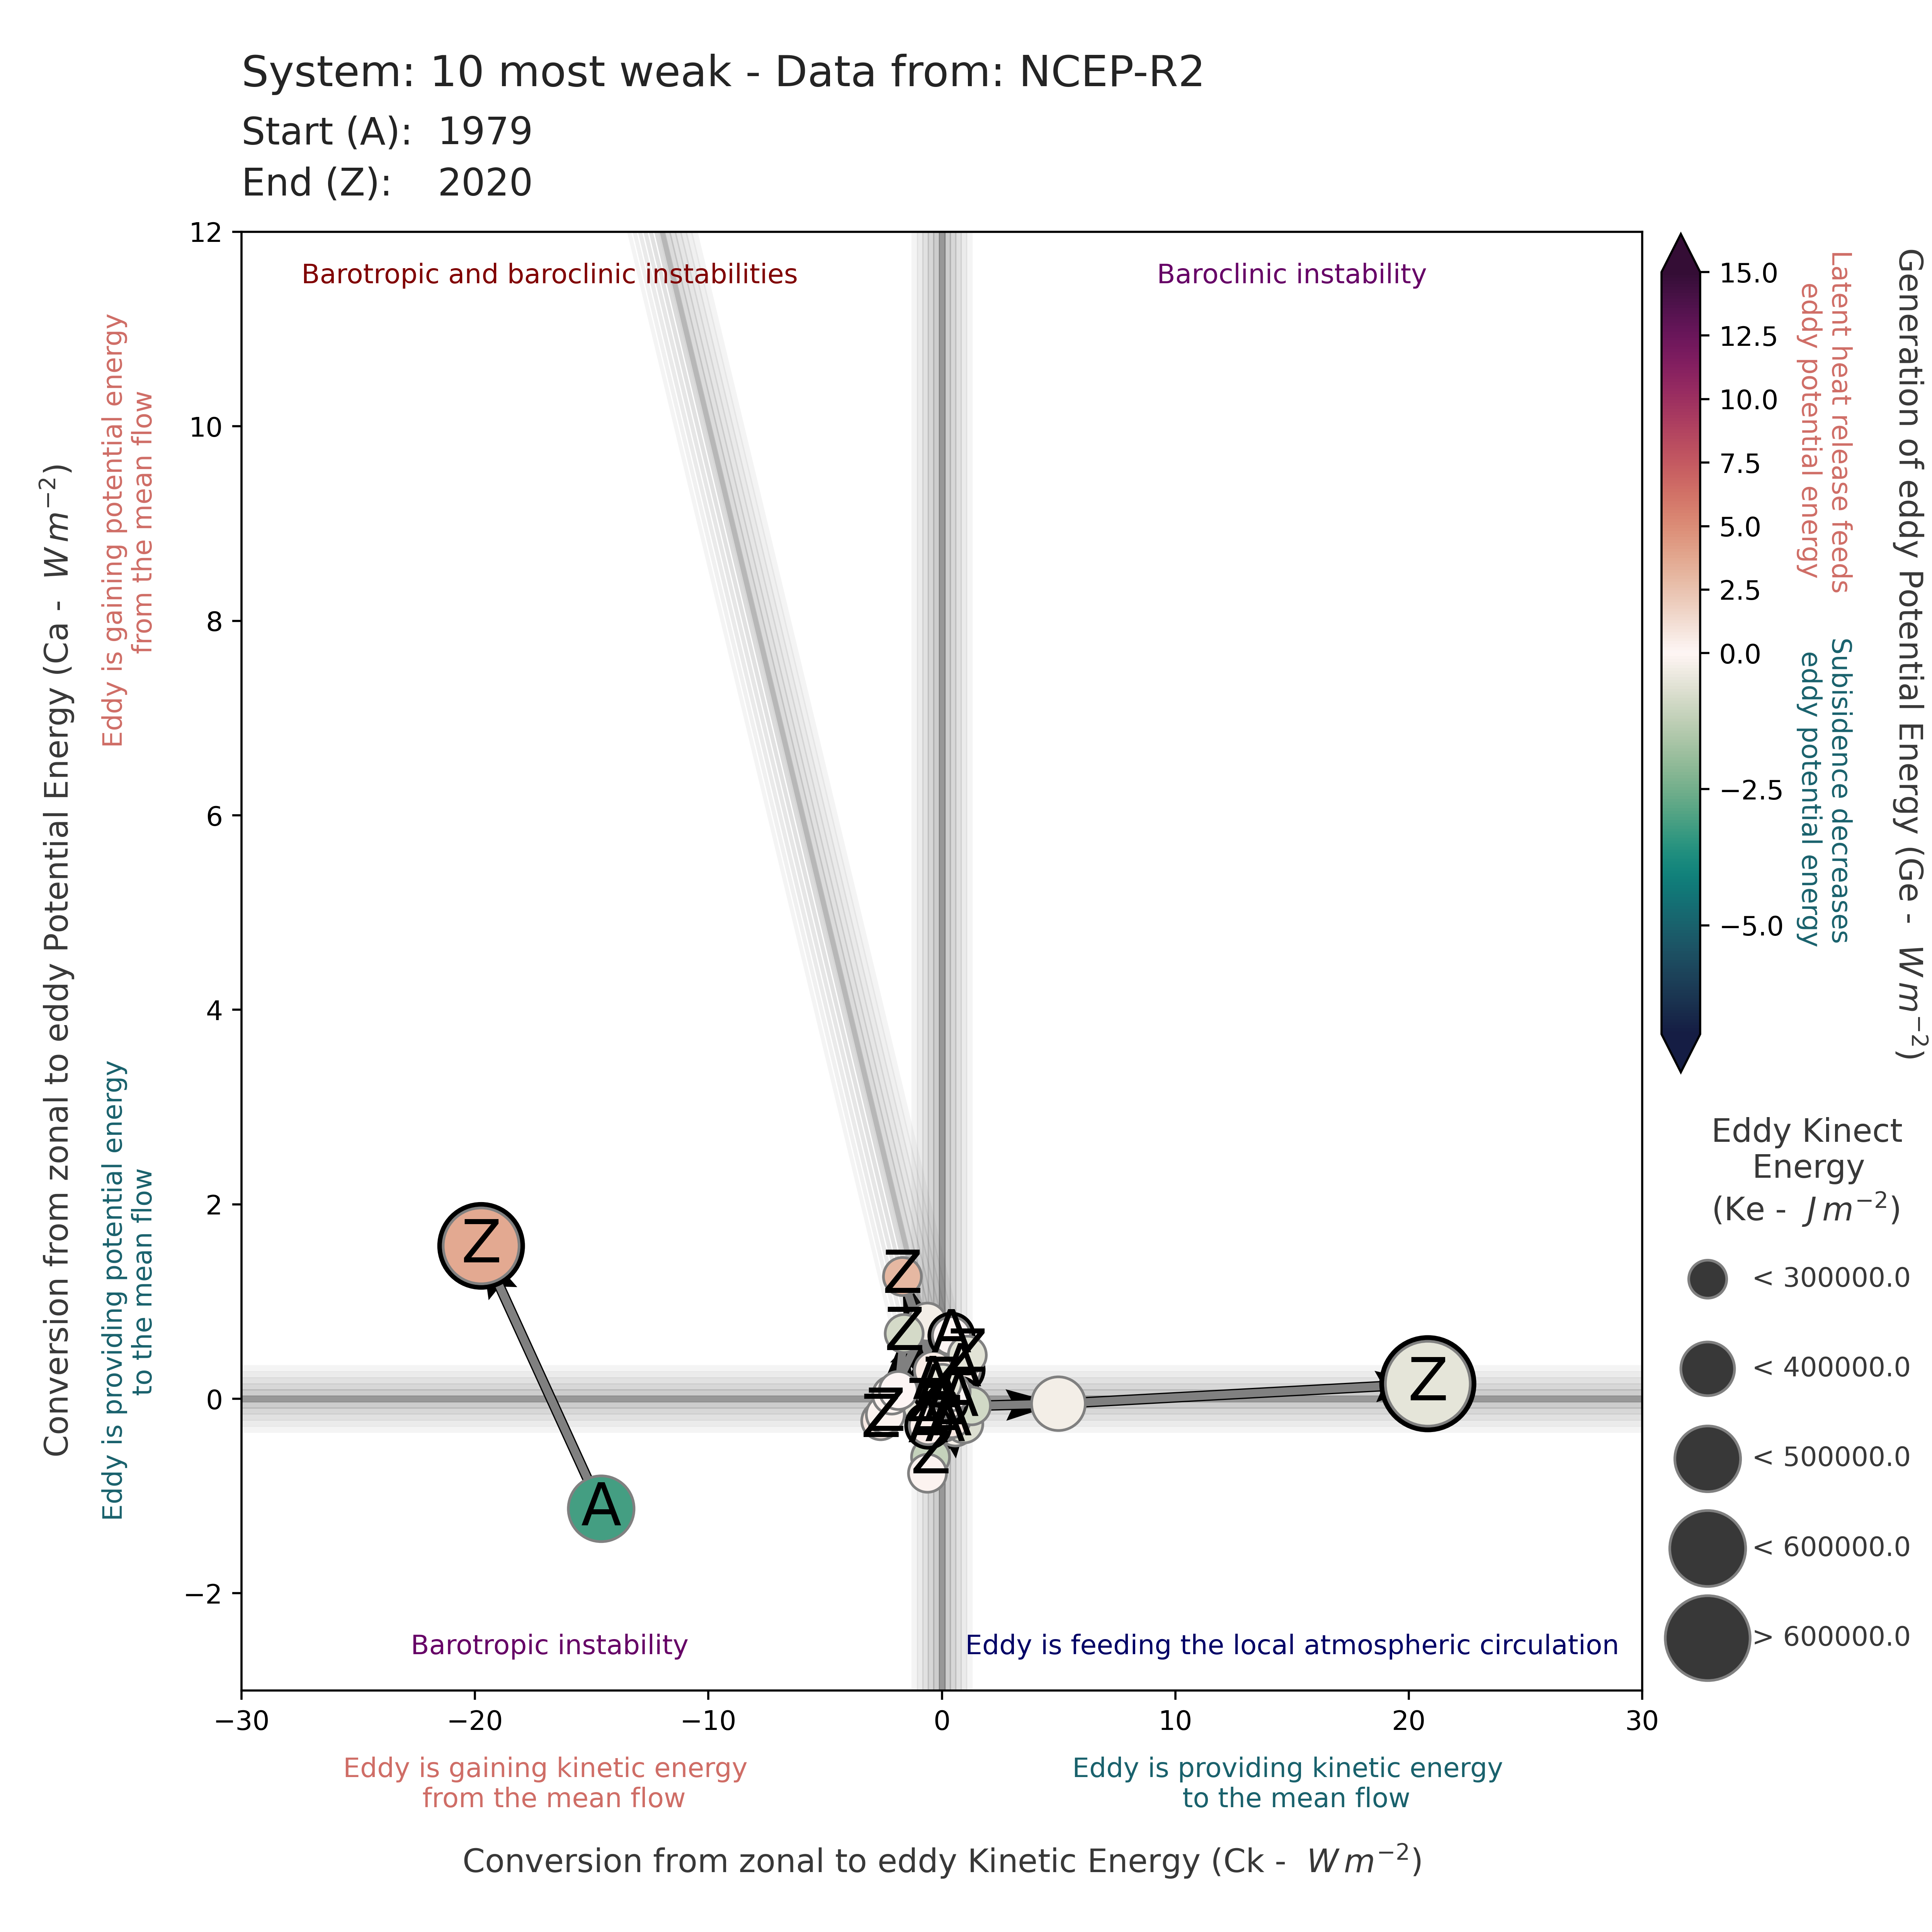 System: 10 most weak - Data from: NCEP-R2
Start (A): 1979
End (Z): 2020
12
10
8
6
4
2
0
−2
−30
−20
−10
0
10
20
30
Barotropic and baroclinic instabilities
Baroclinic instability
Barotropic instability
Eddy is feeding the local atmospheric circulation
Conversion from zonal to eddy Potential Energy (Ca - W m−2)
Eddy is gaining potential energy
from the mean flow
Eddy is providing potential energy
to the mean flow
Z
A
Z
Z
Z
Z
Z
Z
A
A
A
Eddy is gaining kinetic energy
from the mean flow
Eddy is providing kinetic energy
to the mean flow
Conversion from zonal to eddy Kinetic Energy (Ck - W m−2)
15.0
12.5
10.0
7.5
5.0
2.5
0.0
−2.5
−5.0
Latent heat release feeds
eddy potential energy
Subisidence decreases
eddy potential energy
Generation of eddy Potential Energy (Ge - W m−2)
Eddy Kinect
Energy
(Ke - J m−2)
< 300000.0
< 400000.0
< 500000.0
< 600000.0
> 600000.0